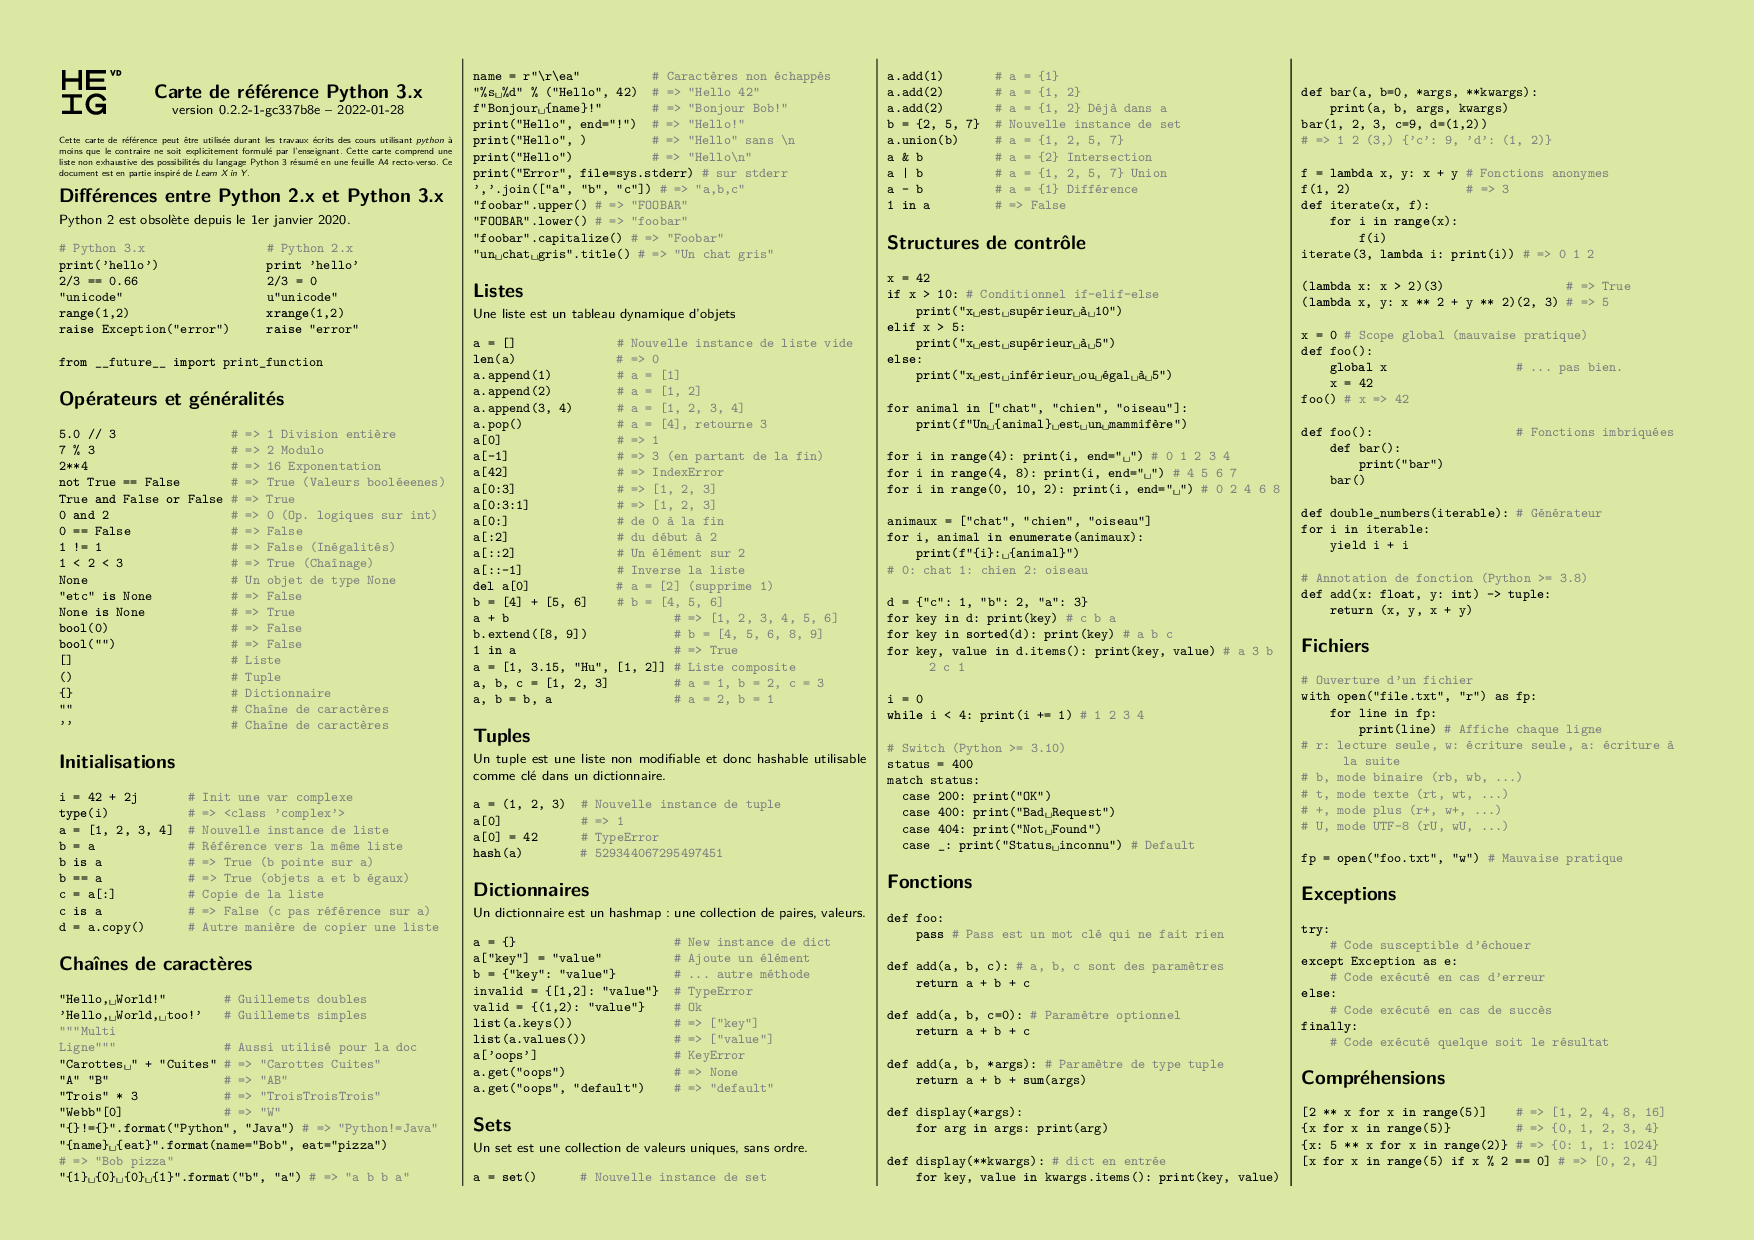 HE VD
IG
Carte de référence Python 3.x
version 0.2.2-1-gc337b8e – 2022-01-28
Cette carte de référence peut être utilisée durant les travaux écrits des cours utilisant python à
moins que le contraire ne soit explicitement formulé par l'enseignant. Cette carte comprend une
liste non exhaustive des possibilités du langage Python 3 résumé en une feuille A4 recto-verso. Ce
document est en partie inspiré de Learn X in Y.
Différences entre Python 2.x et Python 3.x
Python 2 est obsolète depuis le 1er janvier 2020.
# Python 3.x # Python 2.x
print('hello') print 'hello'
2/3 == 0.66 2/3 = 0
"unicode" u"unicode"
range(1,2) xrange(1,2)
raise Exception("error") raise "error"
from __future__ import print_function
Opérateurs et généralités
5.0 // 3 # => 1 Division entière
7 % 3 # => 2 Modulo
2**4 # => 16 Exponentation
not True == False # => True (Valeurs booléeenes)
True and False or False # => True
0 and 2 # => 0 (Op. logiques sur int)
0 == False # => False
1 != 1 # => False (Inégalités)
1 < 2 < 3 # => True (Chaînage)
None # Un objet de type None
"etc" is None # => False
None is None # => True
bool(0) # => False
bool("") # => False
[] # Liste
() # Tuple
{} # Dictionnaire
"" # Chaîne de caractères
'' # Chaîne de caractères
Initialisations
i = 42 + 2j # Init une var complexe
type(i) # => <class 'complex'>
a = [1, 2, 3, 4] # Nouvelle instance de liste
b = a # Référence vers la même liste
b is a # => True (b pointe sur a)
b == a # => True (objets a et b égaux)
c = a[:] # Copie de la liste
c is a # => False (c pas référence sur a)
d = a.copy() # Autre manière de copier une liste
Chaînes de caractères
"Hello,␣World!" # Guillemets doubles
'Hello,␣World,␣too!' # Guillemets simples
"""Multi
Ligne""" # Aussi utilisé pour la doc
"Carottes␣" + "Cuites" # => "Carottes Cuites"
"A" "B" # => "AB"
"Trois" * 3 # => "TroisTroisTrois"
"Webb"[0] # => "W"
"{}!={}".format("Python", "Java") # => "Python!=Java"
"{name}␣{eat}".format(name="Bob", eat="pizza")
# => "Bob pizza"
"{1}␣{0}␣{0}␣{1}".format("b", "a") # => "a b b a"
name = r"\r\ea" # Caractères non échappés
"%s␣%d" % ("Hello", 42) # => "Hello 42"
f"Bonjour␣{name}!" # => "Bonjour Bob!"
print("Hello", end="!") # => "Hello!"
print("Hello", ) # => "Hello" sans \n
print("Hello") # => "Hello\n"
print("Error", file=sys.stderr) # sur stderr
','.join(["a", "b", "c"]) # => "a,b,c"
"foobar".upper() # => "FOOBAR"
"FOOBAR".lower() # => "foobar"
"foobar".capitalize() # => "Foobar"
"un␣chat␣gris".title() # => "Un chat gris"
Listes
Une liste est un tableau dynamique d'objets
a = [] # Nouvelle instance de liste vide
len(a) # => 0
a.append(1) # a = [1]
a.append(2) # a = [1, 2]
a.append(3, 4) # a = [1, 2, 3, 4]
a.pop() # a = [4], retourne 3
a[0] # => 1
a[-1] # => 3 (en partant de la fin)
a[42] # => IndexError
a[0:3] # => [1, 2, 3]
a[0:3:1] # => [1, 2, 3]
a[0:] # de 0 à la fin
a[:2] # du début à 2
a[::2] # Un élément sur 2
a[::-1] # Inverse la liste
del a[0] # a = [2] (supprime 1)
b = [4] + [5, 6] # b = [4, 5, 6]
a + b # => [1, 2, 3, 4, 5, 6]
b.extend([8, 9]) # b = [4, 5, 6, 8, 9]
1 in a # => True
a = [1, 3.15, "Hu", [1, 2]] # Liste composite
a, b, c = [1, 2, 3] # a = 1, b = 2, c = 3
a, b = b, a # a = 2, b = 1
Tuples
Un tuple est une liste non modifiable et donc hashable utilisable
comme clé dans un dictionnaire.
a = (1, 2, 3) # Nouvelle instance de tuple
a[0] # => 1
a[0] = 42 # TypeError
hash(a) # 529344067295497451
Dictionnaires
Un dictionnaire est un hashmap : une collection de paires, valeurs.
a = {} # New instance de dict
a["key"] = "value" # Ajoute un élément
b = {"key": "value"} # ... autre méthode
invalid = {[1,2]: "value"} # TypeError
valid = {(1,2): "value"} # Ok
list(a.keys()) # => ["key"]
list(a.values()) # => ["value"]
a['oops'] # KeyError
a.get("oops") # => None
a.get("oops", "default") # => "default"
Sets
Un set est une collection de valeurs uniques, sans ordre.
a = set() # Nouvelle instance de set
a.add(1) # a = {1}
a.add(2) # a = {1, 2}
a.add(2) # a = {1, 2} Déjà dans a
b = {2, 5, 7} # Nouvelle instance de set
a.union(b) # a = {1, 2, 5, 7}
a & b # a = {2} Intersection
a | b # a = {1, 2, 5, 7} Union
a - b # a = {1} Différence
1 in a # => False
Structures de contrôle
x = 42
if x > 10: # Conditionnel if-elif-else
print("x␣est␣supérieur␣à␣10")
elif x > 5:
print("x␣est␣supérieur␣à␣5")
else:
print("x␣est␣inférieur␣ou␣égal␣à␣5")
for animal in ["chat", "chien", "oiseau"]:
print(f"Un␣{animal}␣est␣un␣mammifère")
for i in range(4): print(i, end="␣") # 0 1 2 3 4
for i in range(4, 8): print(i, end="␣") # 4 5 6 7
for i in range(0, 10, 2): print(i, end="␣") # 0 2 4 6 8
animaux = ["chat", "chien", "oiseau"]
for i, animal in enumerate(animaux):
print(f"{i}:␣{animal}")
# 0: chat 1: chien 2: oiseau
d = {"c": 1, "b": 2, "a": 3}
for key in d: print(key) # c b a
for key in sorted(d): print(key) # a b c
for key, value in d.items(): print(key, value) # a 3 b
2 c 1
i = 0
while i < 4: print(i += 1) # 1 2 3 4
# Switch (Python >= 3.10)
status = 400
match status:
case 200: print("OK")
case 400: print("Bad␣Request")
case 404: print("Not␣Found")
case _: print("Status␣inconnu") # Default
Fonctions
def foo:
pass # Pass est un mot clé qui ne fait rien
def add(a, b, c): # a, b, c sont des paramètres
return a + b + c
def add(a, b, c=0): # Paramètre optionnel
return a + b + c
def add(a, b, *args): # Paramètre de type tuple
return a + b + sum(args)
def display(*args):
for arg in args: print(arg)
def display(**kwargs): # dict en entrée
for key, value in kwargs.items(): print(key, value)
def bar(a, b=0, *args, **kwargs):
print(a, b, args, kwargs)
bar(1, 2, 3, c=9, d=(1,2))
# => 1 2 (3,) {'c': 9, 'd': (1, 2)}
f = lambda x, y: x + y # Fonctions anonymes
f(1, 2) # => 3
def iterate(x, f):
for i in range(x):
f(i)
iterate(3, lambda i: print(i)) # => 0 1 2
(lambda x: x > 2)(3) # => True
(lambda x, y: x ** 2 + y ** 2)(2, 3) # => 5
x = 0 # Scope global (mauvaise pratique)
def foo():
global x # ... pas bien.
x = 42
foo() # x => 42
def foo(): # Fonctions imbriquées
def bar():
print("bar")
bar()
def double_numbers(iterable): # Générateur
for i in iterable:
yield i + i
# Annotation de fonction (Python >= 3.8)
def add(x: float, y: int) -> tuple:
return (x, y, x + y)
Fichiers
# Ouverture d'un fichier
with open("file.txt", "r") as fp:
for line in fp:
print(line) # Affiche chaque ligne
# r: lecture seule, w: écriture seule, a: écriture à
la suite
# b, mode binaire (rb, wb, ...)
# t, mode texte (rt, wt, ...)
# +, mode plus (r+, w+, ...)
# U, mode UTF-8 (rU, wU, ...)
fp = open("foo.txt", "w") # Mauvaise pratique
Exceptions
try:
# Code susceptible d'échouer
except Exception as e:
# Code exécuté en cas d'erreur
else:
# Code exécuté en cas de succès
finally:
# Code exécuté quelque soit le résultat
Compréhensions
[2 ** x for x in range(5)] # => [1, 2, 4, 8, 16]
{x for x in range(5)} # => {0, 1, 2, 3, 4}
{x: 5 ** x for x in range(2)} # => {0: 1, 1: 1024}
[x for x in range(5) if x % 2 == 0] # => [0, 2, 4]